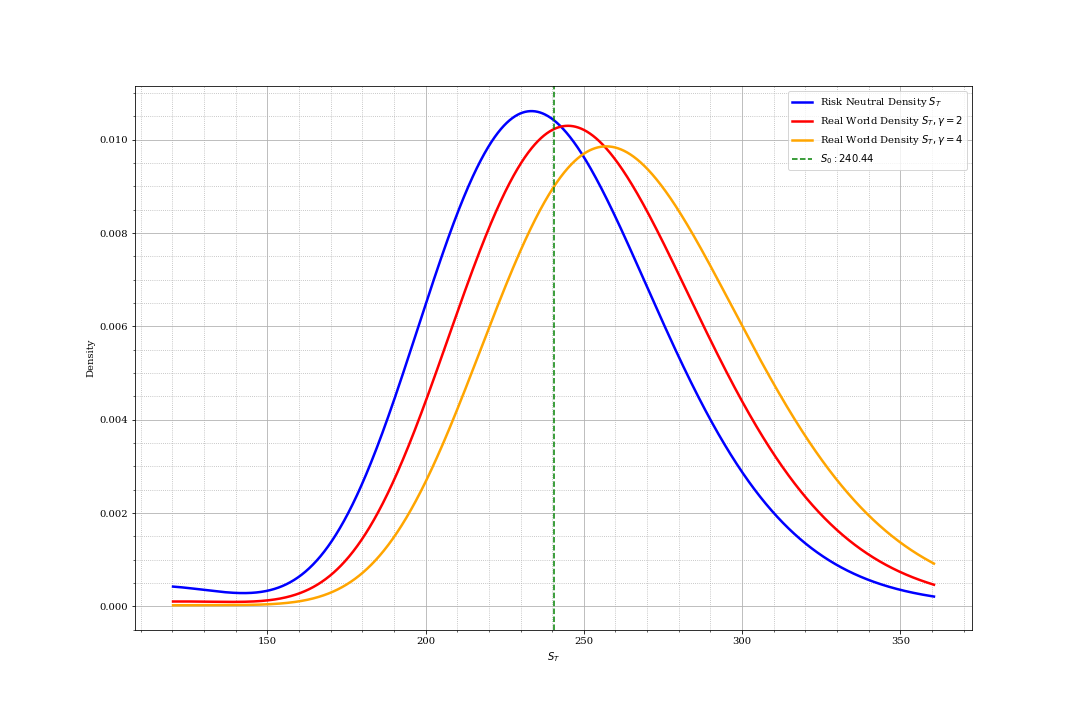 Risk Neutral Density $S_T$
Real World Density $S_T, γ = 2$
Real World Density $S_T, γ = 4$
$S_0 : 240.44$
0.010
0.008
0.006
0.004
0.002
0.000
Density
150
200
250
300
350
$S_T$